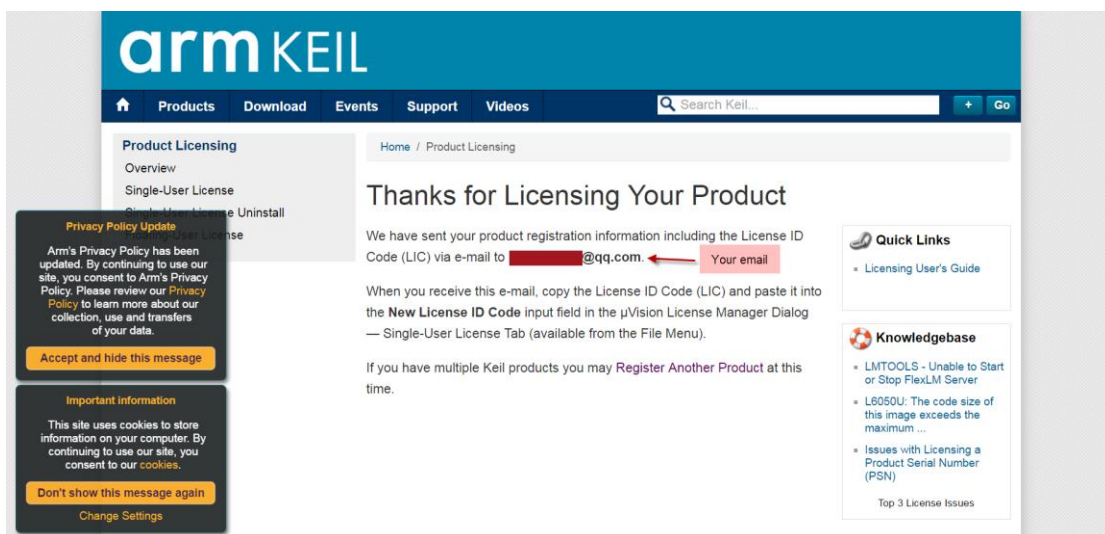 arm KEIL
Products Download Events Support Videos Search Keil... + Go
Product Licensing
Overview
Single-User License
Single-User License Uninstall
Floating-User License
Home / Product Licensing
Thanks for Licensing Your Product
We have sent your product registration information including the License ID
Code (LIC) via e-mail to @qq.com. Your email
When you receive this e-mail, copy the License ID Code (LIC) and paste it into
the New License ID Code input field in the µVision License Manager Dialog
— Single-User License Tab (available from the File Menu).
If you have multiple Keil products you may Register Another Product at this
time.
Quick Links
Licensing User's Guide
Knowledgebase
LMTOOLS - Unable to Start
or Stop FlexLM Server
L6050U: The code size of
this image exceeds the
maximum ...
Issues with Licensing a
Product Serial Number
(PSN)
Top 3 License Issues
Privacy Policy Update
Arm's Privacy Policy has been
updated. By continuing to use our
site, you consent to Arm's Privacy
Policy. Please review our Privacy
Policy to learn more about our
collection, use and transfers
of your data.
Accept and hide this message
Important information
This site uses cookies to store
information on your computer. By
continuing to use our site, you
consent to our cookies.
Don't show this message again
Change Settings